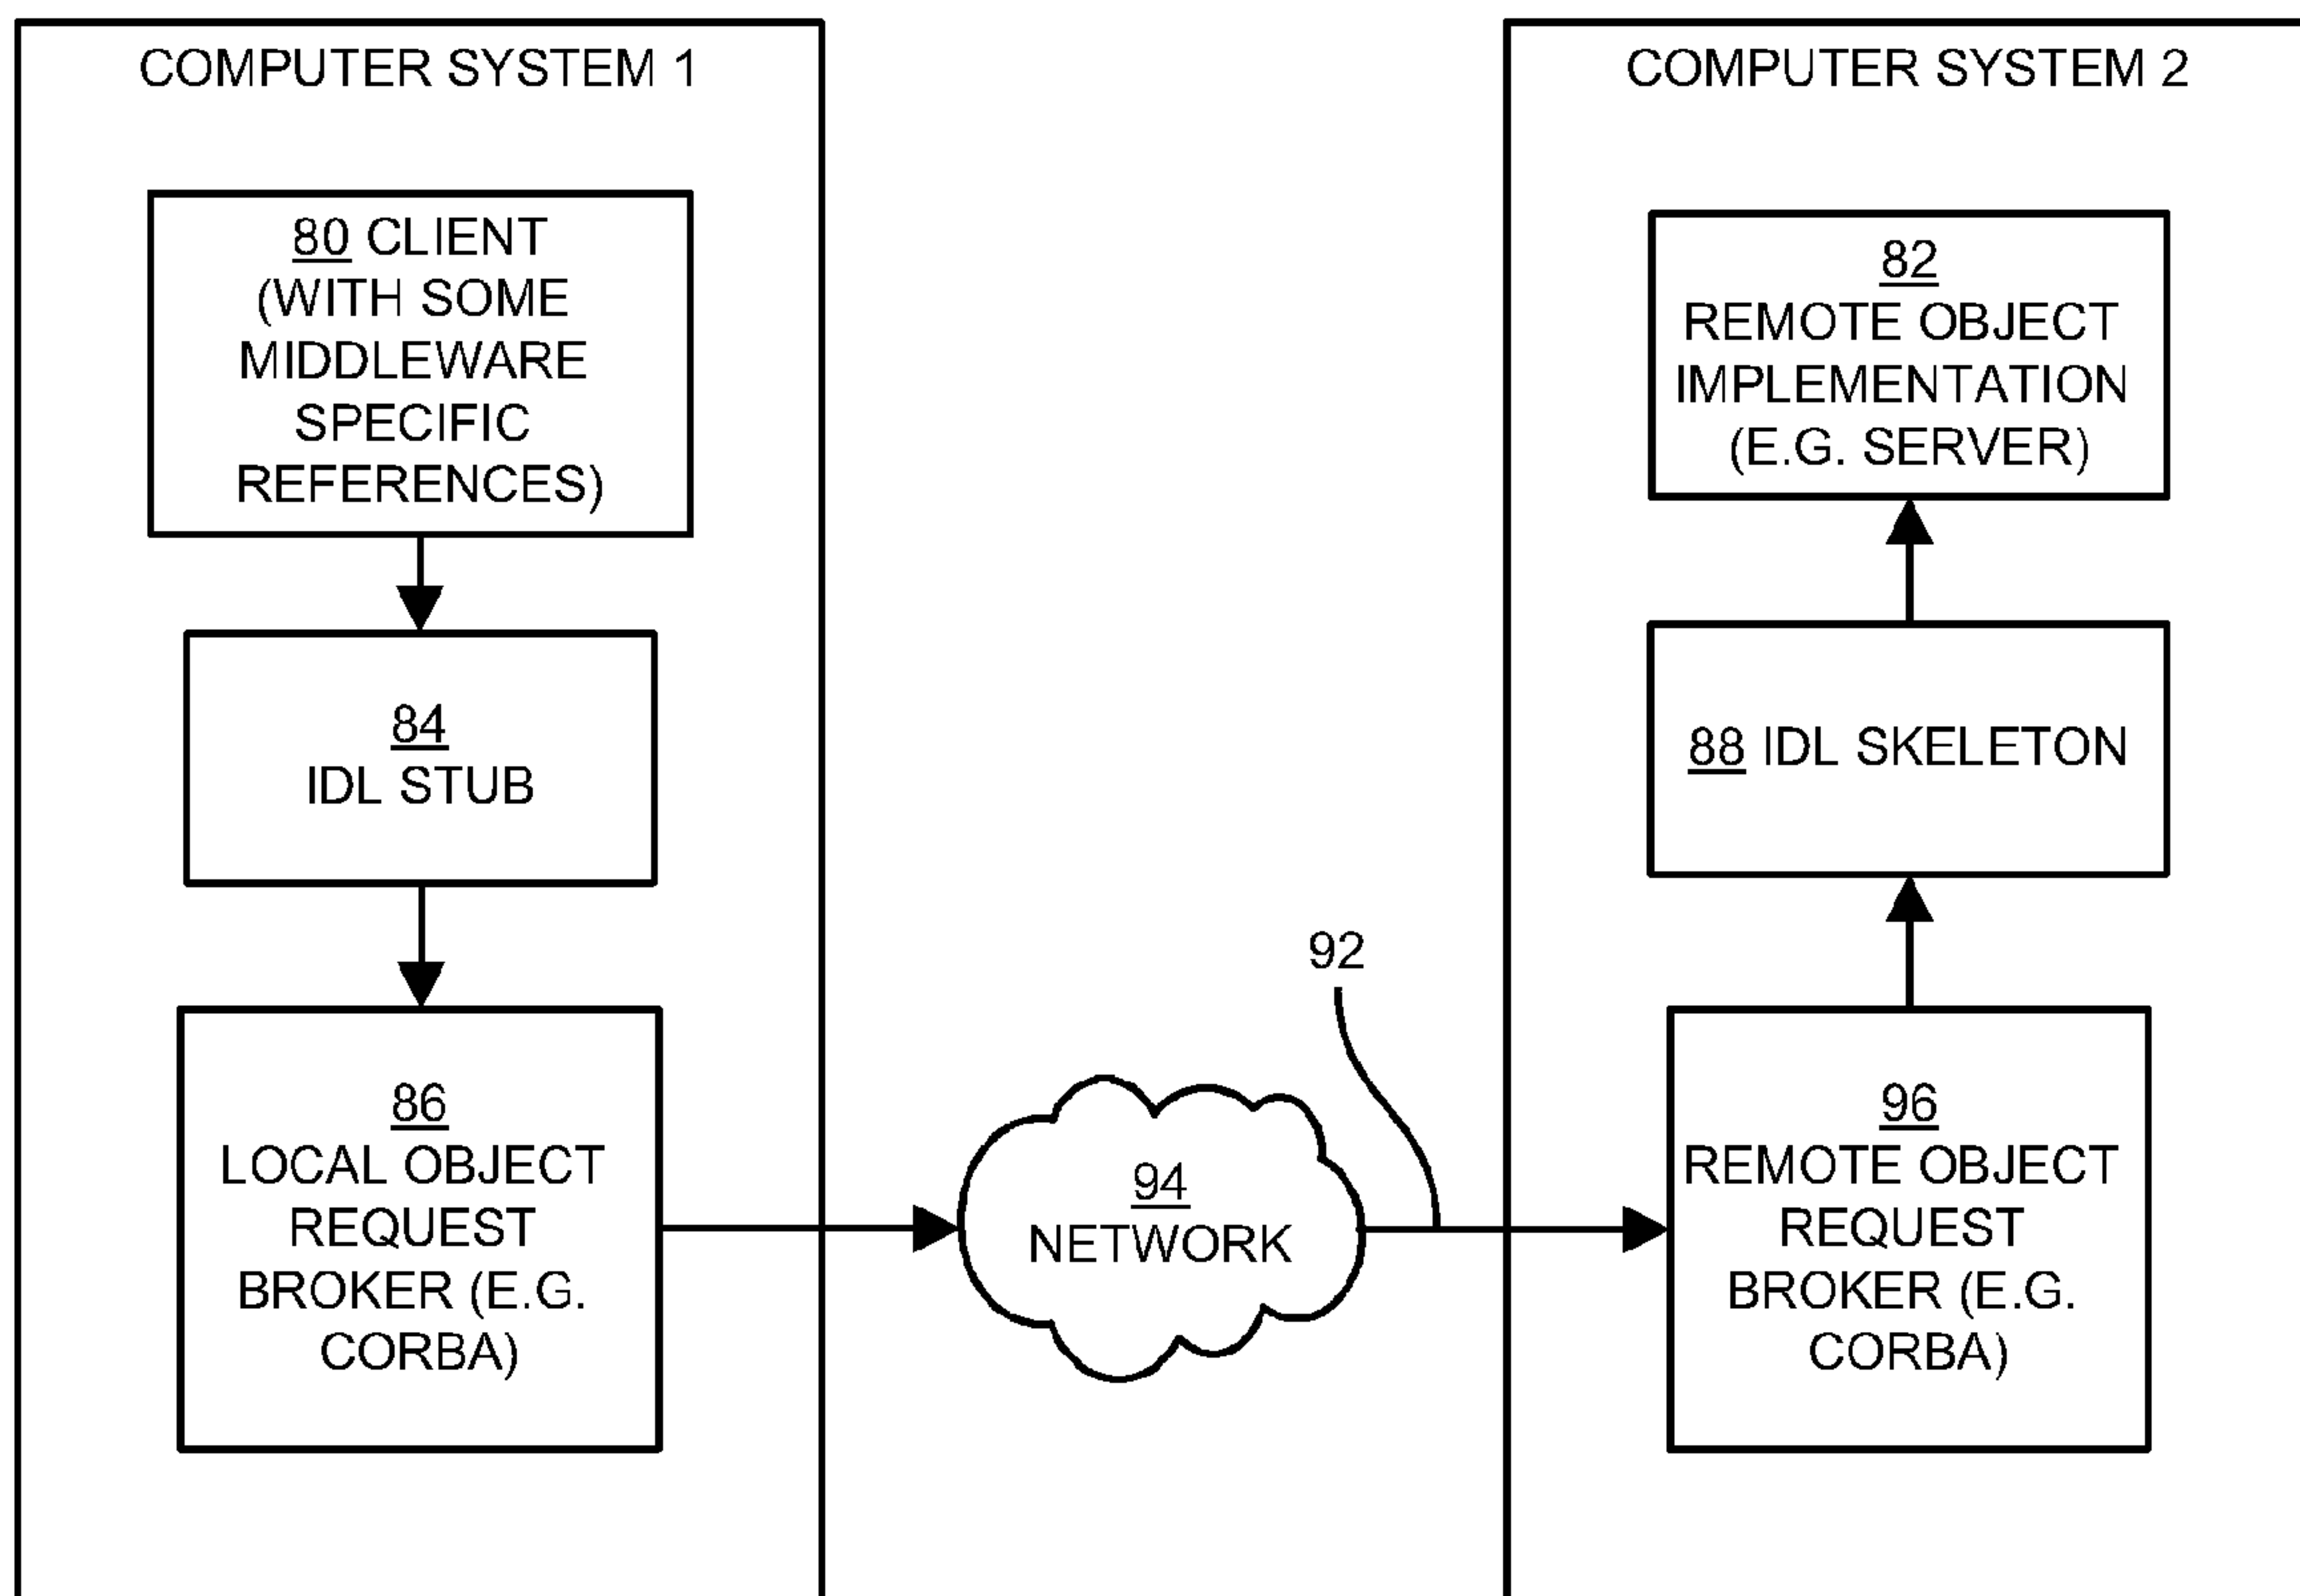 COMPUTER SYSTEM 1
80 CLIENT
(WITH SOME
MIDDLEWARE
SPECIFIC
REFERENCES)
84
IDL STUB
86
LOCAL OBJECT
REQUEST
BROKER (E.G.
CORBA)
94
NETWORK
92
COMPUTER SYSTEM 2
82
REMOTE OBJECT
IMPLEMENTATION
(E.G. SERVER)
88 IDL SKELETON
96
REMOTE OBJECT
REQUEST
BROKER (E.G.
CORBA)